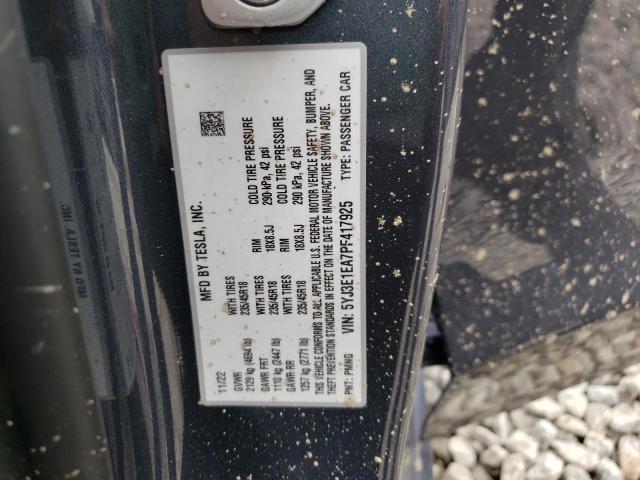 MFD BY TESLA, INC.
11/22
GVWR
2129 kg (4694 lb)
GAWR FRT
1110 kg (2447 lb)
GAWR RR
1257 kg (2771 lb)
WITH TIRES
235/45R18
WITH TIRES
235/45R18
WITH TIRES
235/45R18
RIM
18X8.5J
RIM
18X8.5J
COLD TIRE PRESSURE
290 kPa, 42 psi
COLD TIRE PRESSURE
290 kPa, 42 psi
THIS VEHICLE CONFORMS TO ALL APPLICABLE U.S. FEDERAL MOTOR VEHICLE SAFETY, BUMPER, AND
THEFT PREVENTION STANDARDS IN EFFECT ON THE DATE OF MANUFACTURE SHOWN ABOVE.
VIN: 5YJ3E1EA7PF417925
TYPE: PASSENGER CAR
PNT: PMNG